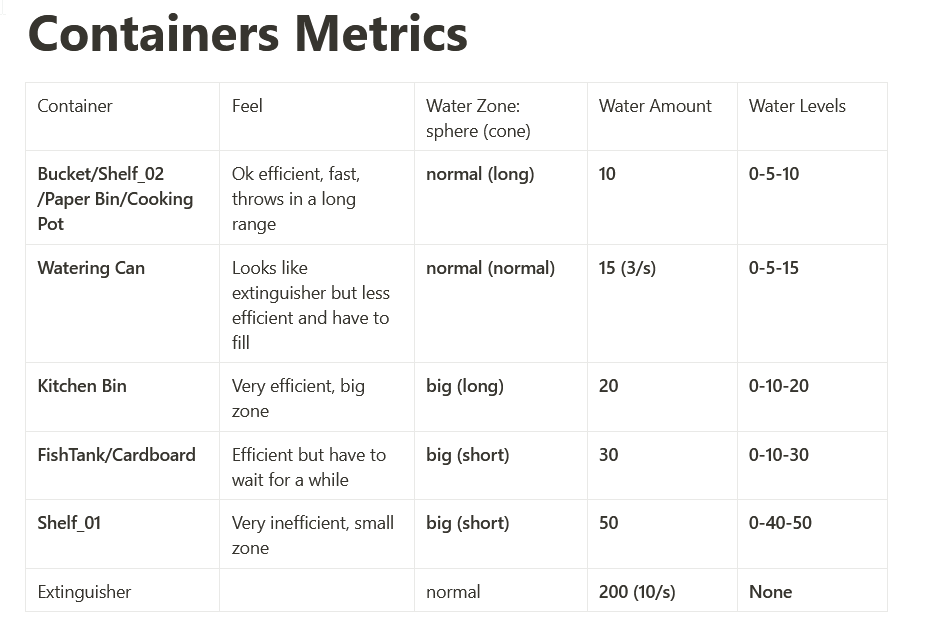 Containers Metrics
Container
Feel
Water Zone:
sphere (cone)
Water Amount
Water Levels
Bucket/Shelf_02
/Paper Bin/Cooking
Pot
Ok efficient, fast,
throws in a long
range
normal (long)
10
0-5-10
Watering Can
Looks like
extinguisher but less
efficient and have to
fill
normal (normal)
15 (3/s)
0-5-15
Kitchen Bin
Very efficient, big
zone
big (long)
20
0-10-20
FishTank/Cardboard
Efficient but have to
wait for a while
big (short)
30
0-10-30
Shelf_01
Very inefficient, small
zone
big (short)
50
0-40-50
Extinguisher
normal
200 (10/s)
None